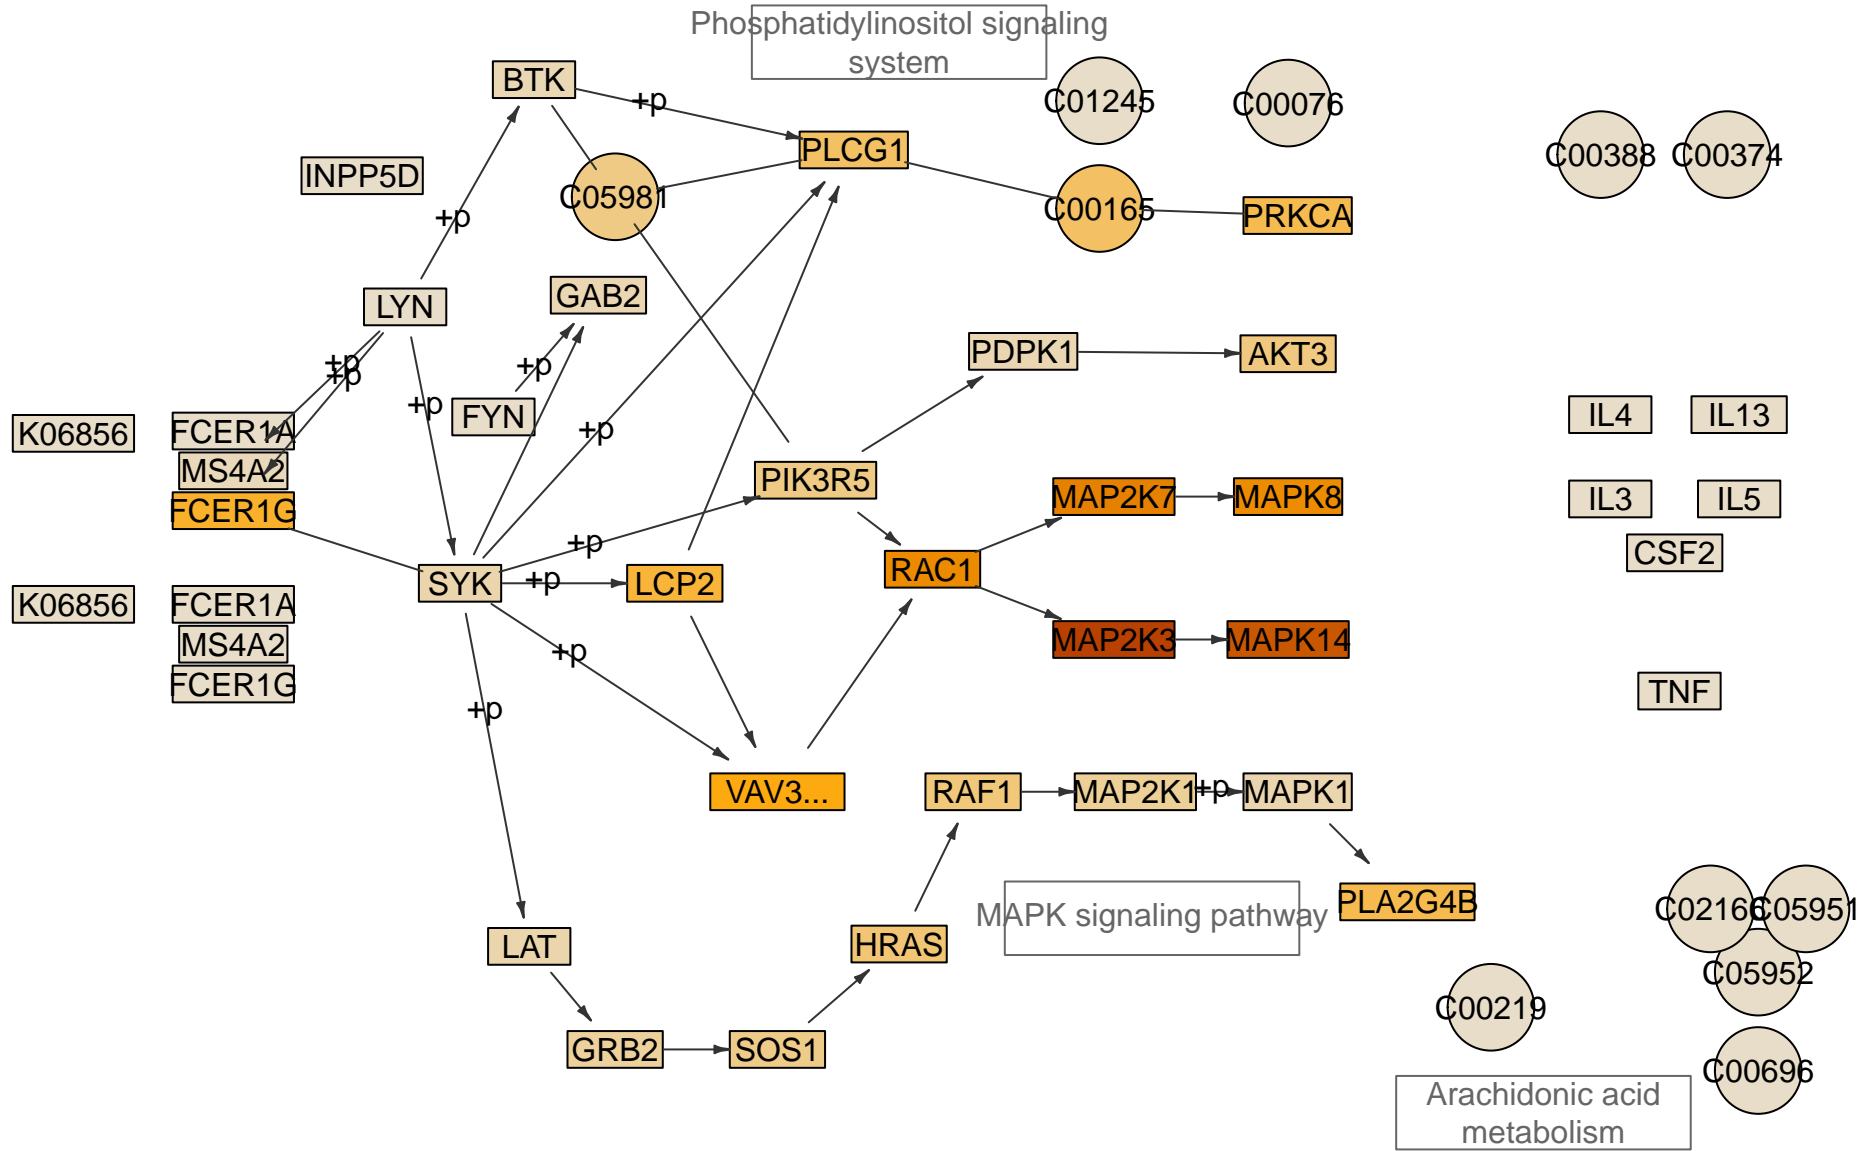 Phosphatidylinositol signaling
system
BTK
+p
C01245
C00076
PLCG1
C00388
C00374
INPP5D
C05981
C00165
PRKCA
+p
GAB2
LYN
PDPK1
AKT3
+p
+p
+p
+p
FYN
K06856
FCER1A
IL4
IL13
+p
MS4A2
PIK3R5
FCER1G
MAP2K7
MAPK8
IL3
IL5
+p
CSF2
SYK
+p
LCP2
RAC1
K06856
FCER1A
MS4A2
+p
MAP2K3
MAPK14
FCER1G
TNF
+p
VAV3...
RAF1
MAP2K1
+p
MAPK1
PLA2G4B
C02166
C05951
MAPK signaling pathway
LAT
HRAS
C05952
C00219
GRB2
SOS1
C00696
Arachidonic acid
metabolism